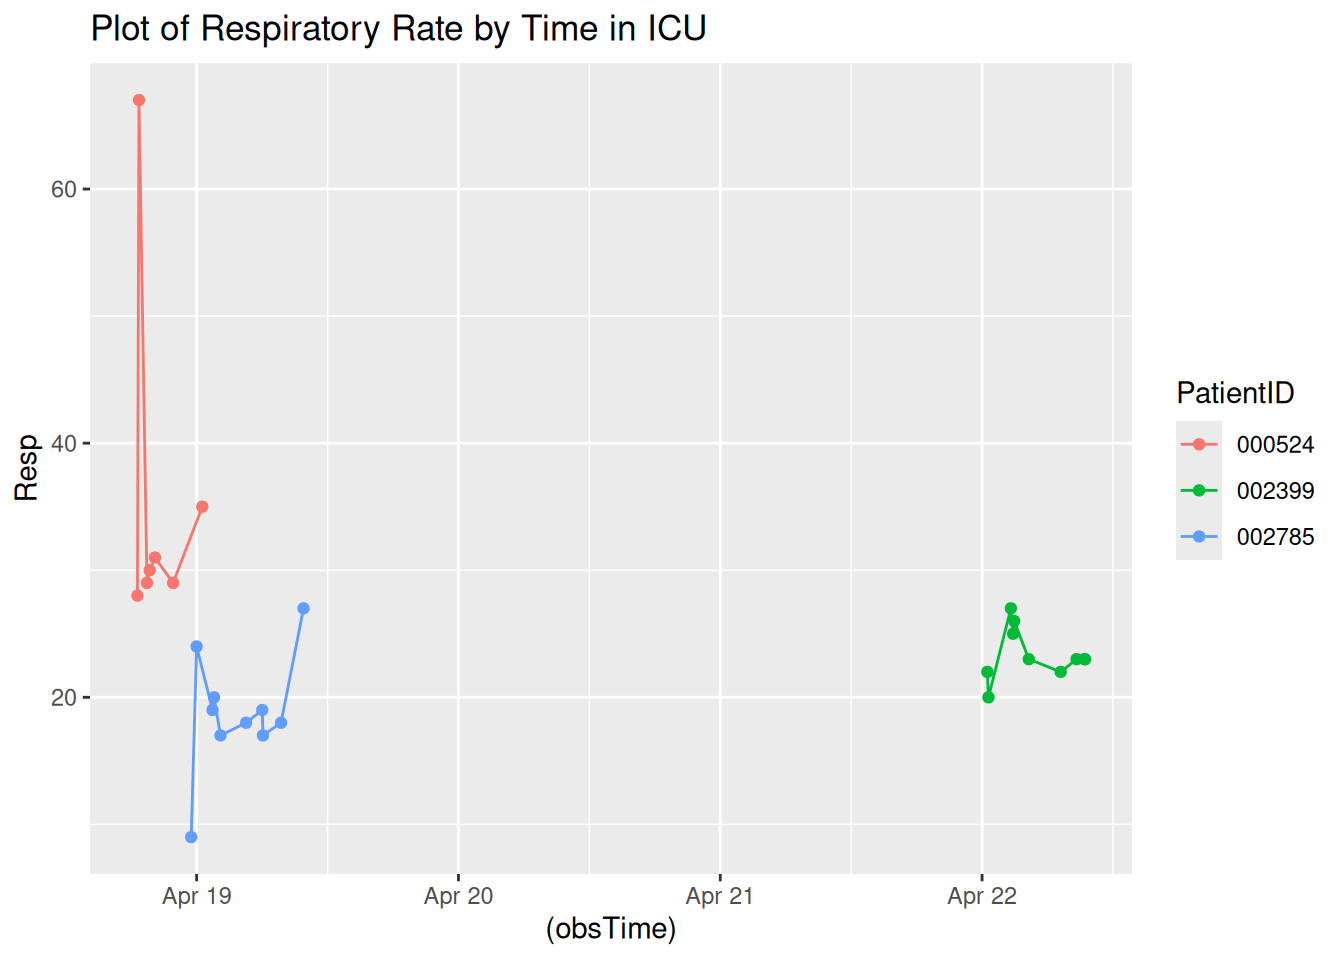 Plot of Respiratory Rate by Time in ICU
60
40
20
Resp
Apr 19
Apr 20
Apr 21
Apr 22
(obsTime)
PatientID
000524
002399
002785